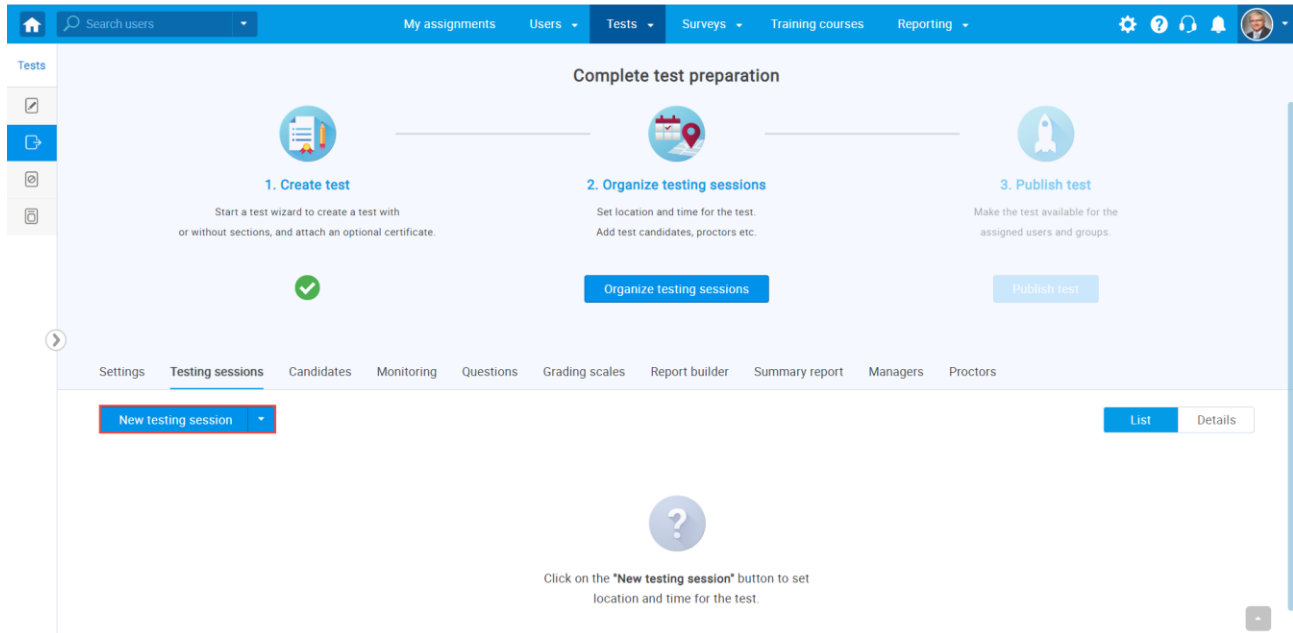 Search users
My assignments
Users
Tests
Surveys
Training courses
Reporting
Tests
Complete test preparation
1. Create test
Start a test wizard to create a test with
or without sections, and attach an optional certificate.
2. Organize testing sessions
Set location and time for the test.
Add test candidates, proctors etc.
Organize testing sessions
3. Publish test
Make the test available for the
assigned users and groups.
Publish test
Settings
Testing sessions
Candidates
Monitoring
Questions
Grading scales
Report builder
Summary report
Managers
Proctors
New testing session
List
Details
?
Click on the "New testing session" button to set
location and time for the test.